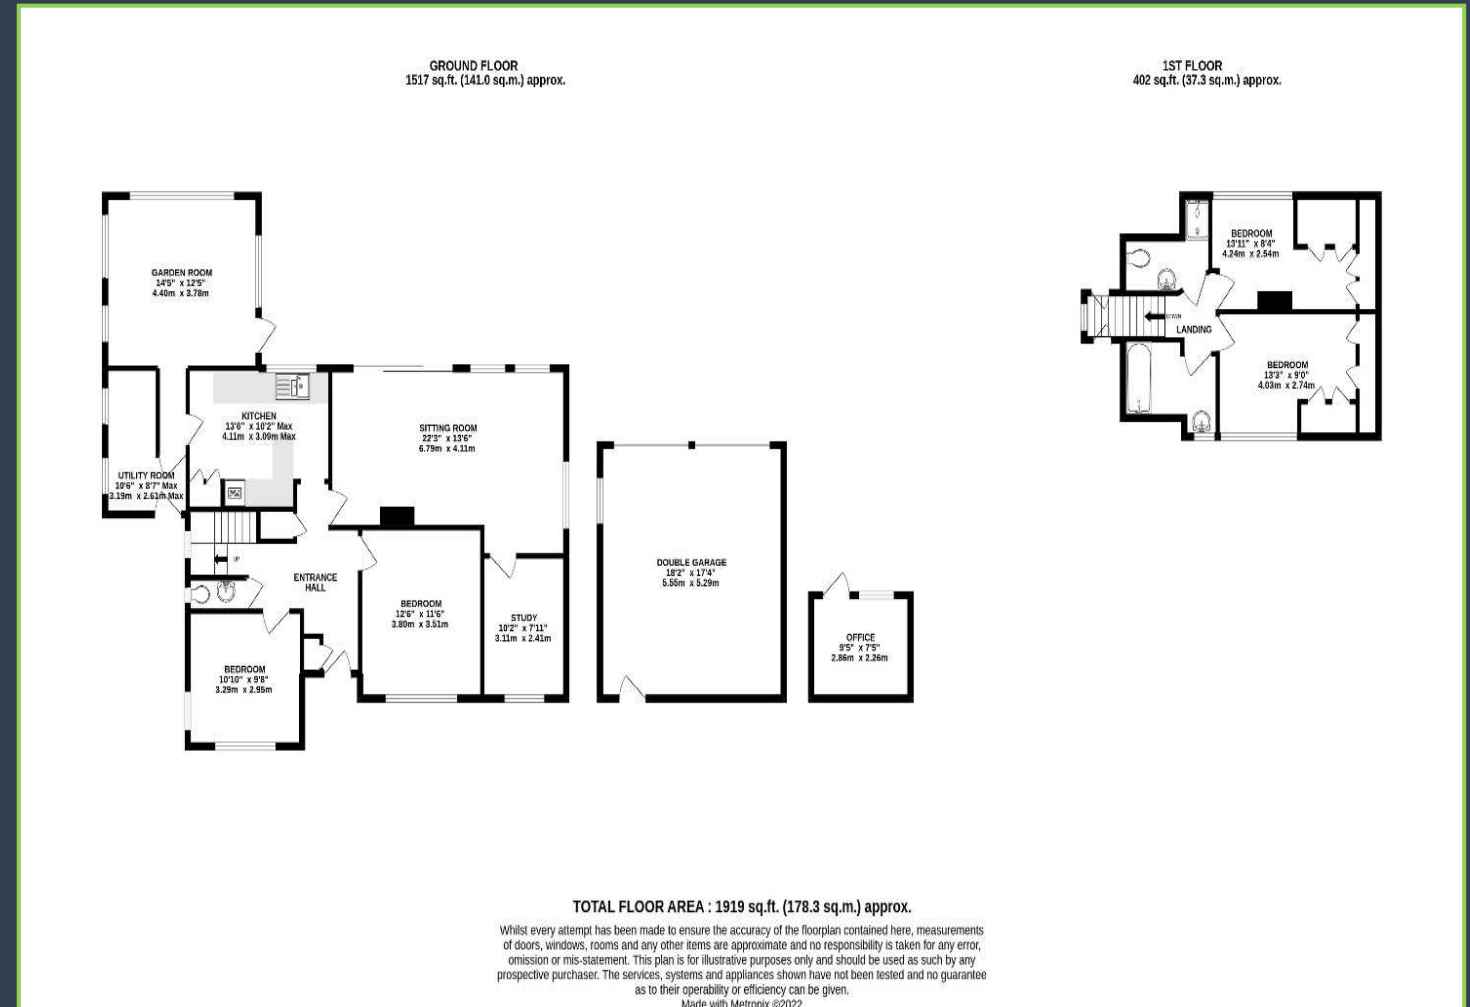 GROUND FLOOR
1517 sq.ft. (141.0 sq.m.) approx.
1ST FLOOR
402 sq.ft. (37.3 sq.m.) approx.
GARDEN ROOM
14'5" x 12'5"
4.40m x 3.78m
KITCHEN
13'6" x 10'2" Max
4.11m x 3.09m Max
SITTING ROOM
22'3" x 13'6"
6.79m x 4.11m
UTILITY ROOM
10'6" x 8'7" Max
3.19m x 2.61m Max
UP
ENTRANCE
HALL
BEDROOM
12'6" x 11'6"
3.80m x 3.51m
STUDY
10'2" x 7'11"
3.11m x 2.41m
BEDROOM
10'10" x 9'8"
3.29m x 2.95m
DOUBLE GARAGE
18'2" x 17'4"
5.55m x 5.29m
OFFICE
9'5" x 7'5"
2.86m x 2.26m
BEDROOM
13'11" x 8'4"
4.24m x 2.54m
DOWN
LANDING
BEDROOM
13'3" x 9'0"
4.03m x 2.74m
TOTAL FLOOR AREA : 1919 sq.ft. (178.3 sq.m.) approx.
Whilst every attempt has been made to ensure the accuracy of the floorplan contained here, measurements
of doors, windows, rooms and any other items are approximate and no responsibility is taken for any error,
omission or mis-statement. This plan is for illustrative purposes only and should be used as such by any
prospective purchaser. The services, systems and appliances shown have not been tested and no guarantee
as to their operability or efficiency can be given.
Made with Metropix ©2022